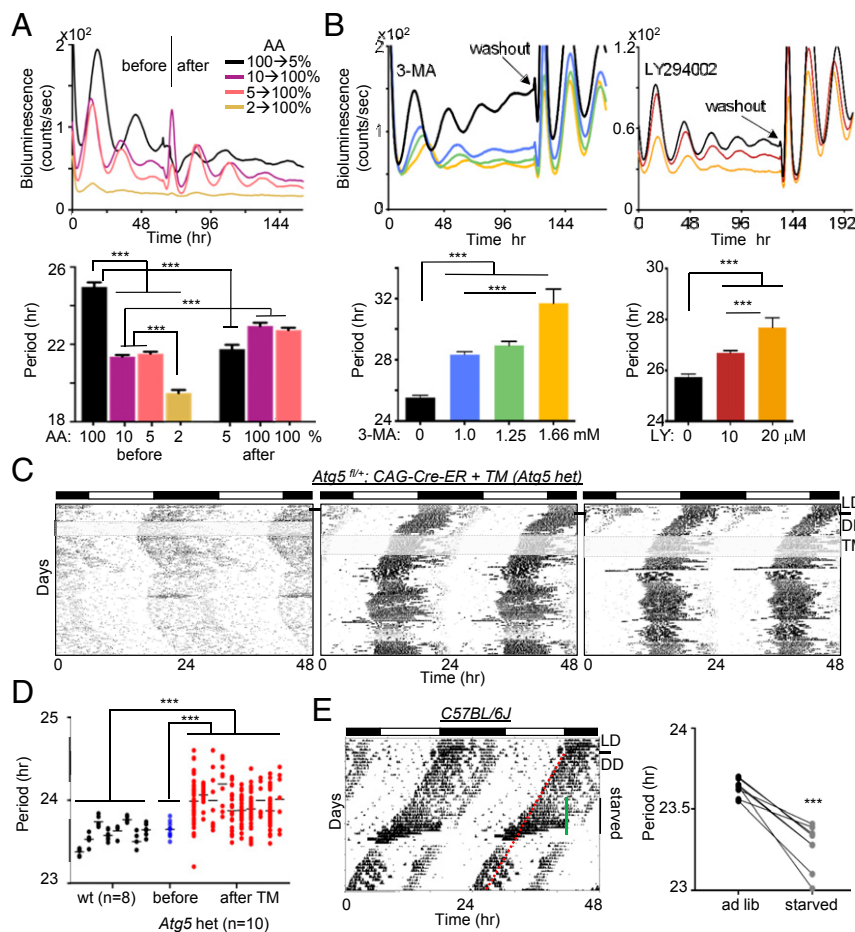 A
x10²
2
1
0
Bioluminescence
(counts/sec)
before
after
AA
100→5%
10→100%
5→100%
2→100%
0
48
96
144
Time (hr)
B
x10²
2
1
0
Bioluminescence
(counts/sec)
3-MA
washout
0
48
96
144
Time hr
x10²
1.2
0.6
0
LY294002
washout
0
48
96
144
192
Time hr
26
22
18
Period (hr)
***
***
***
***
AA: 100 10 5 2 5 100 100 %
before
after
32
28
24
Period (hr)
***
***
3-MA: 0 1.0 1.25 1.66 mM
30
28
26
24
Period (hr)
***
***
LY: 0 10 20 µM
C
Atg5 fl/+; CAG-Cre-ER + TM (Atg5 het)
LD
DD
TM
Days
0 24 48
0 24 48
0 24 48
Time (hr)
D
25
24
23
Period (hr)
***
***
wt (n=8) before after TM
Atg5 het (n=10)
E
C57BL/6J
LD
DD
starved
Days
0 24 48
Time (hr)
24
23.5
23
Period (hr)
***
ad lib starved